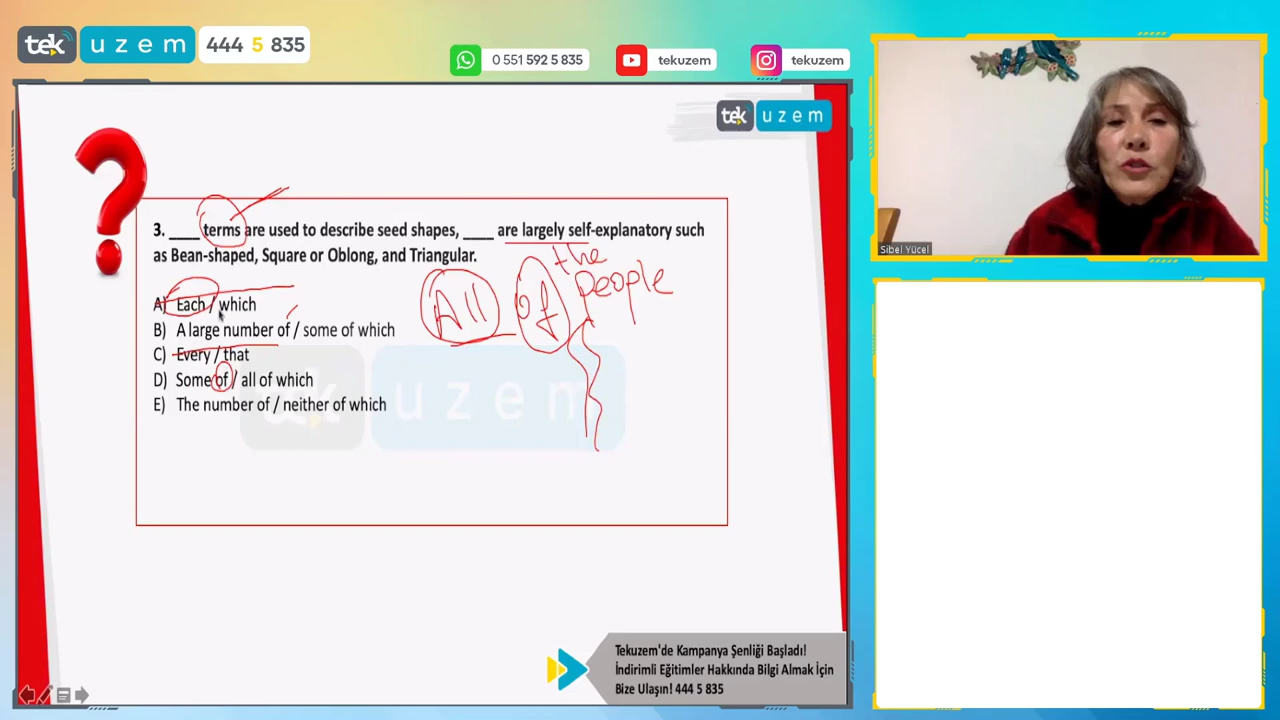 tek uzem 444 5 835
0 551 592 5 835
tekuzem
tekuzem
tek uzem
3. ____ terms are used to describe seed shapes, ____ are largely self-explanatory such
as Bean-shaped, Square or Oblong, and Triangular.
A) Each / which
B) A large number of / some of which
C) Every / that
D) Some of / all of which
E) The number of / neither of which
All of the people
tek uzem
Sibel Yücel
Tekuzem'de Kampanya Şenliği Başladı!
İndirimli Eğitimler Hakkında Bilgi Almak İçin
Bize Ulaşın! 444 5 835